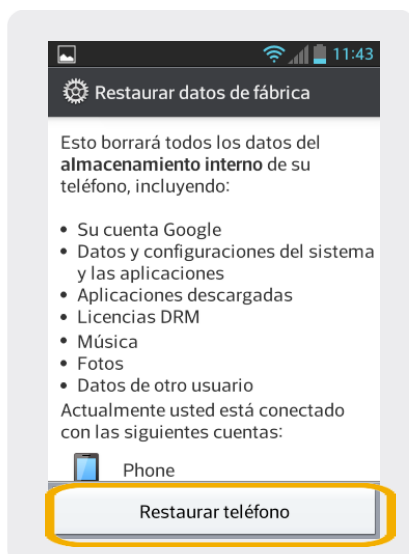 11:43
Restaurar datos de fábrica
Esto borrará todos los datos del
almacenamiento interno de su
teléfono, incluyendo:
• Su cuenta Google
• Datos y configuraciones del sistema
y las aplicaciones
• Aplicaciones descargadas
• Licencias DRM
• Música
• Fotos
• Datos de otro usuario
Actualmente usted está conectado
con las siguientes cuentas:
Phone
Restaurar teléfono